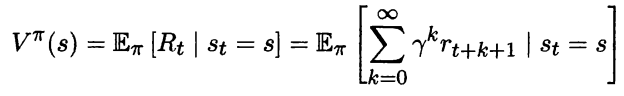 V^π(s) = 𝔼_π [R_t | s_t = s] = 𝔼_π [∑_{k=0}^{∞} γ^k r_{t+k+1} | s_t = s]